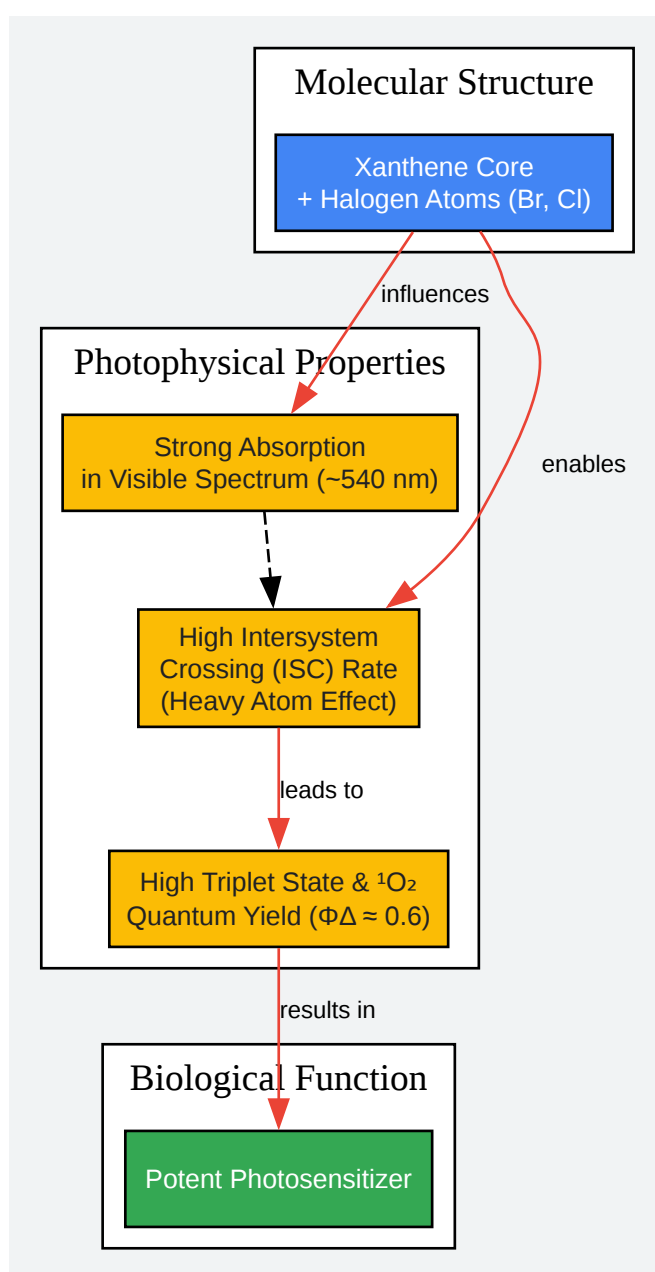 Molecular Structure
Xanthene Core
+ Halogen Atoms (Br, Cl)
influences
Photophysical Properties
Strong Absorption
in Visible Spectrum (~540 nm)
enables
High Intersystem
Crossing (ISC) Rate
(Heavy Atom Effect)
leads to
High Triplet State & ¹O₂
Quantum Yield (ΦΔ ≈ 0.6)
results in
Biological Function
Potent Photosensitizer